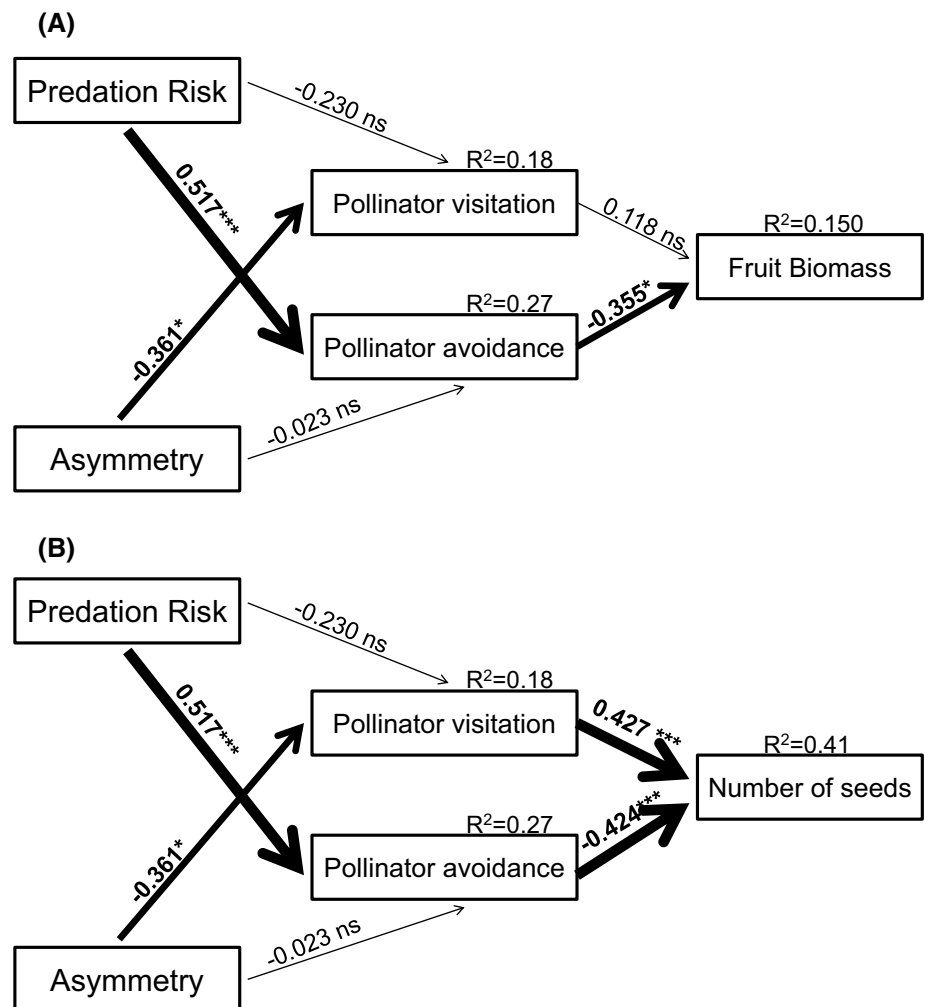 (A)
Predation Risk
-0.230 ns
R²=0.18
0.517***
Pollinator visitation
0.118 ns
R²=0.150
Fruit Biomass
R²=0.27
-0.355*
-0.361*
Pollinator avoidance
-0.023 ns
Asymmetry
(B)
Predation Risk
-0.230 ns
R²=0.18
0.517***
Pollinator visitation
0.427 ***
R²=0.41
Number of seeds
R²=0.27
-0.424***
-0.361*
Pollinator avoidance
-0.023 ns
Asymmetry